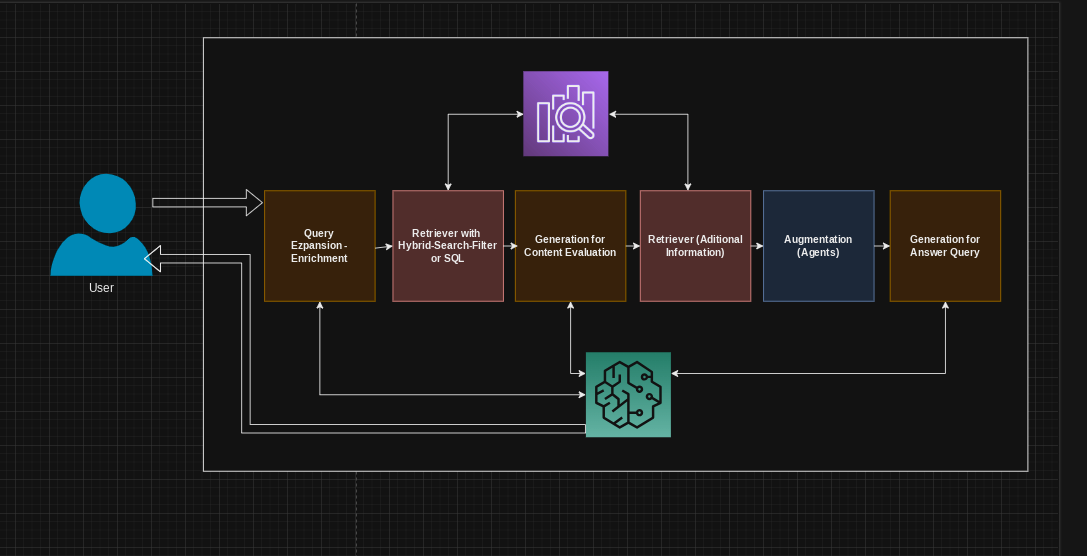 Query
Ezpansion -
Enrichment
Retriever with
Hybrid-Search-Filter
or SQL
Generation for
Content Evaluation
Retriever (Aditional
Information)
Augmentation
(Agents)
Generation for
Answer Query
User